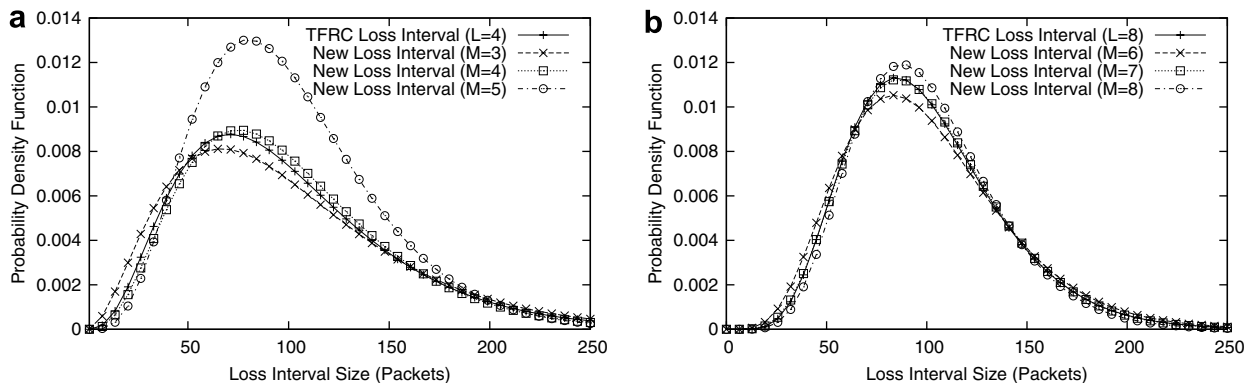 a
0.014
0.012
0.01
0.008
0.006
0.004
0.002
0
Probability Density Function
TFRC Loss Interval (L=4)
New Loss Interval (M=3)
New Loss Interval (M=4)
New Loss Interval (M=5)
50
100
150
200
250
Loss Interval Size (Packets)
b
0.014
0.012
0.01
0.008
0.006
0.004
0.002
0
Probability Density Function
TFRC Loss Interval (L=8)
New Loss Interval (M=6)
New Loss Interval (M=7)
New Loss Interval (M=8)
0
50
100
150
200
250
Loss Interval Size (Packets)